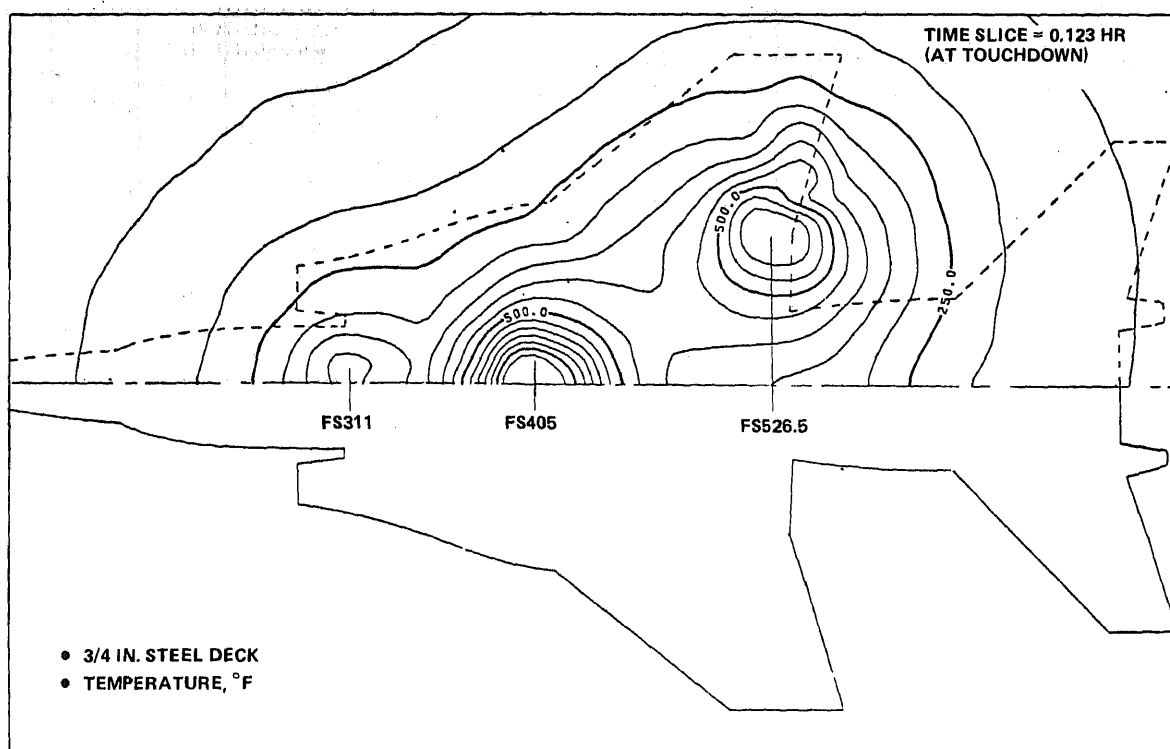 TIME SLICE = 0.123 HR
(AT TOUCHDOWN)
500.0
500.0
250.0
FS311
FS405
FS526.5
• 3/4 IN. STEEL DECK
• TEMPERATURE, °F